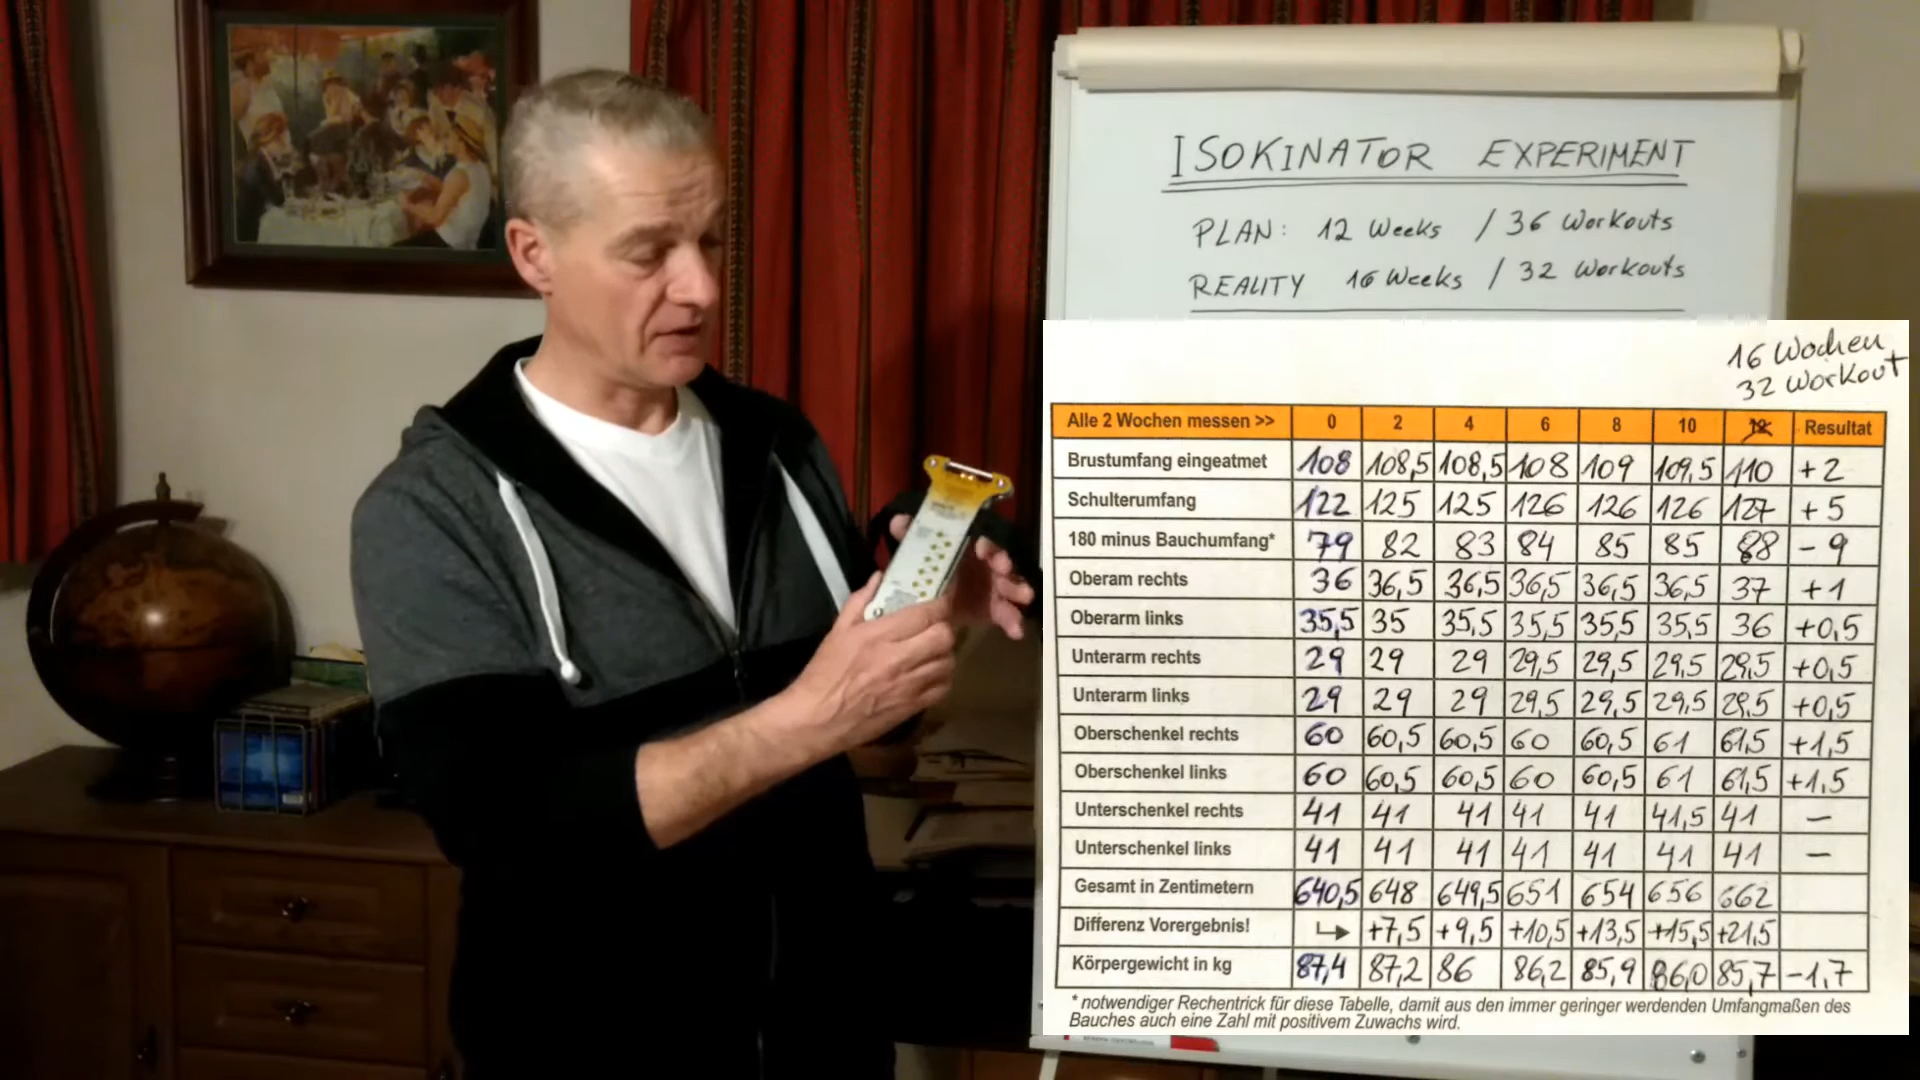 ISOKINATOR EXPERIMENT
PLAN: 12 Weeks / 36 Workouts
REALITY 16 Weeks / 32 Workouts
16 Wochen
32 Workout
Alle 2 Wochen messen >> 0 2 4 6 8 10 12 Resultat
Brustumfang eingeatmet 108 108,5 108,5 108 109 109,5 110 +2
Schulterumfang 122 125 125 126 126 126 127 +5
180 minus Bauchumfang* 79 82 83 84 85 85 88 -9
Oberam rechts 36 36,5 36,5 36,5 36,5 36,5 37 +1
Oberarm links 35,5 35 35,5 35,5 35,5 35,5 36 +0,5
Unterarm rechts 29 29 29 29,5 29,5 29,5 29,5 +0,5
Unterarm links 29 29 29 29,5 29,5 29,5 29,5 +0,5
Oberschenkel rechts 60 60,5 60,5 60 60,5 61 61,5 +1,5
Oberschenkel links 60 60,5 60,5 60 60,5 61 61,5 +1,5
Unterschenkel rechts 41 41 41 41 41 41,5 41 –
Unterschenkel links 41 41 41 41 41 41 41 –
Gesamt in Zentimetern 640,5 648 649,5 651 654 656 662
Differenz Vorergebnis! +7,5 +9,5 +10,5 +13,5 +15,5 +21,5
Körpergewicht in kg 87,4 87,2 86 86,2 85,9 86,0 85,7 -1,7
* notwendiger Rechentrick für diese Tabelle, damit aus den immer geringer werdenden Umfangmaßen des
Bauches auch eine Zahl mit positivem Zuwachs wird.